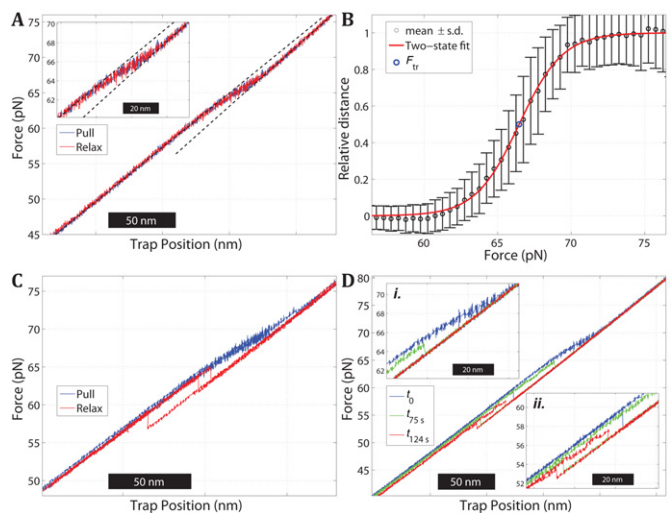 A
Force (pN)
75
70
65
60
55
50
45
70
68
66
64
62
20 nm
Pull
Relax
50 nm
Trap Position (nm)
B
Relative distance
1
0.8
0.6
0.4
0.2
0
mean ± s.d.
Two-state fit
Ftr
60
65
70
75
Force (pN)
C
Force (pN)
75
70
65
60
55
50
Pull
Relax
50 nm
Trap Position (nm)
D
Force (pN)
80
70
60
50
40
i.
70
68
66
64
62
20 nm
t0
t75 s
t124 s
50 nm
ii.
60
58
56
54
52
20 nm
Trap Position (nm)